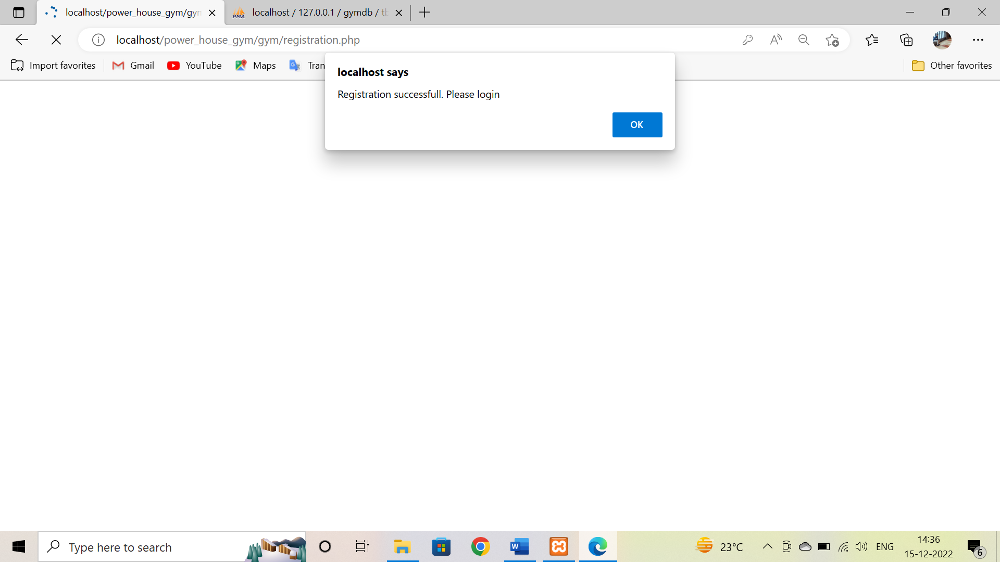 localhost/power_house_gym/gyn
PMA
localhost / 127.0.0.1 / gymdb / tb
localhost/power_house_gym/gym/registration.php
Import favorites
Gmail
YouTube
Maps
Tran
Other favorites
localhost says
Registration successfull. Please login
OK
Type here to search
W
23°C
ENG
14:36
15-12-2022
6